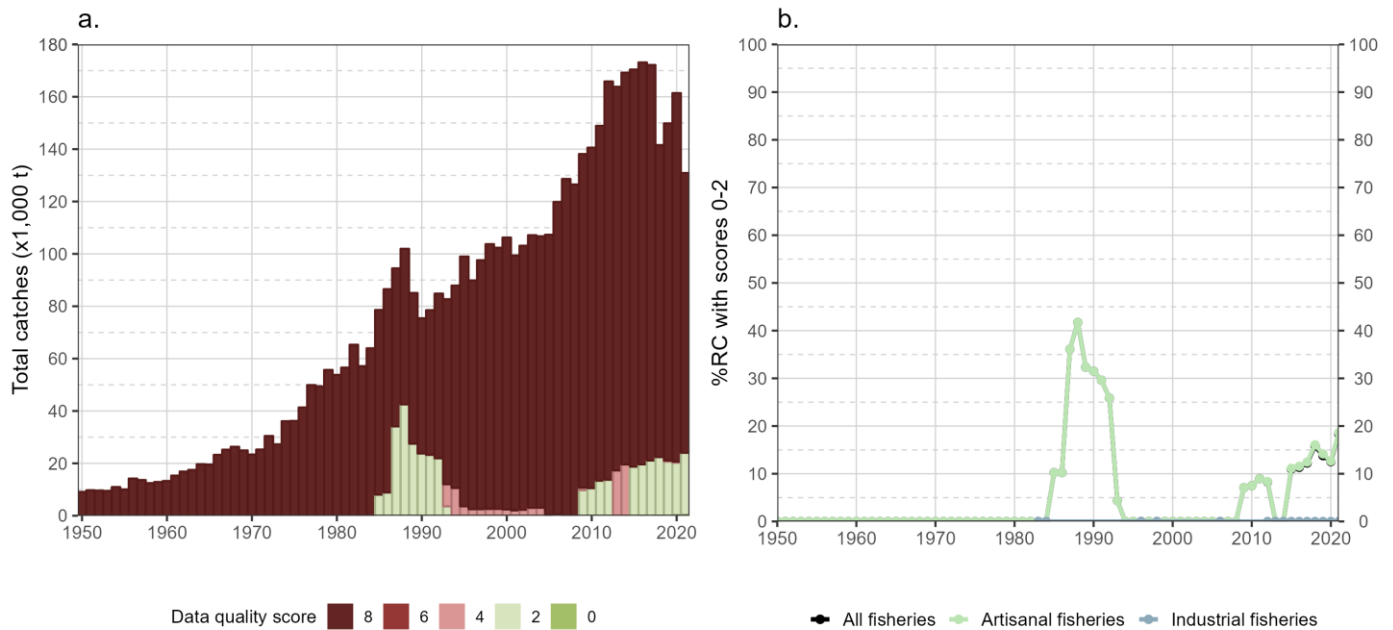 a.
Total catches (x1,000 t)
180
160
140
120
100
80
60
40
20
0
1950 1960 1970 1980 1990 2000 2010 2020
Data quality score 8 6 4 2 0
b.
%RC with scores 0-2
100 100
90 90
80 80
70 70
60 60
50 50
40 40
30 30
20 20
10 10
0 0
1950 1960 1970 1980 1990 2000 2010 2020
All fisheries Artisanal fisheries Industrial fisheries